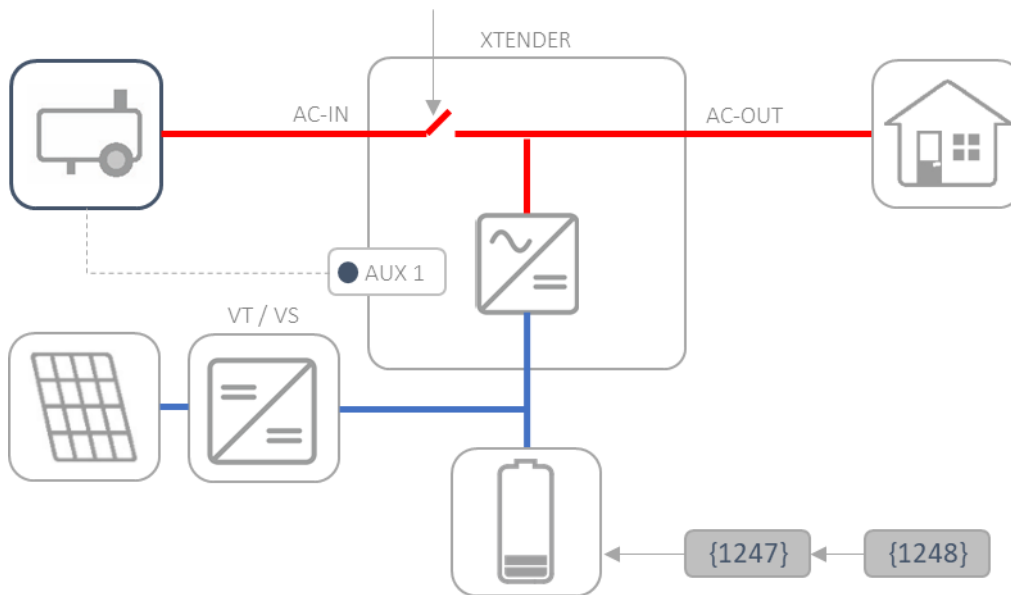 XTENDER
AC-IN
AC-OUT
AUX 1
VT / VS
{1247}
{1248}